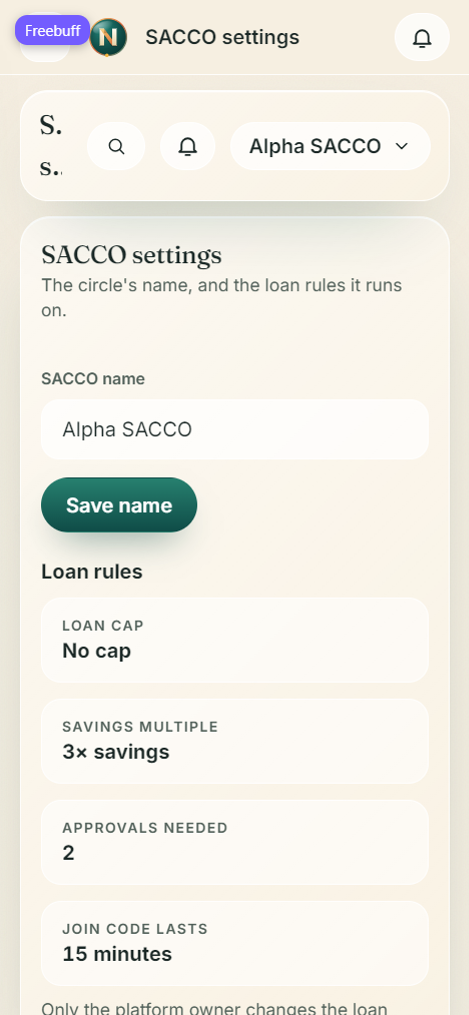 Freebuff
N
SACCO settings
S.
s..
Alpha SACCO
SACCO settings
The circle's name, and the loan rules it runs
on.
SACCO name
Alpha SACCO
Save name
Loan rules
LOAN CAP
No cap
SAVINGS MULTIPLE
3× savings
APPROVALS NEEDED
2
JOIN CODE LASTS
15 minutes
Only the platform owner changes the loan